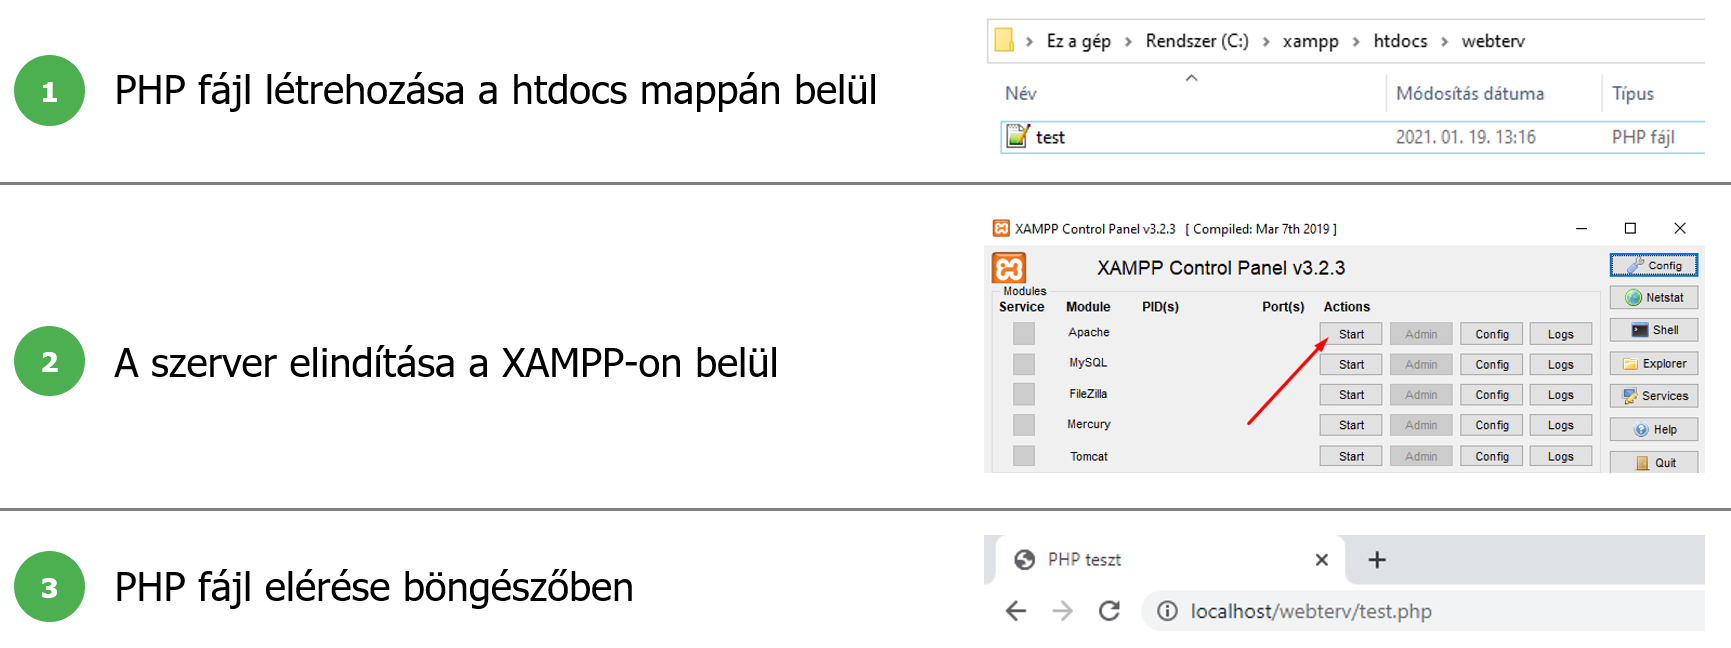 1 PHP fájl létrehozása a htdocs mappán belül
Ez a gép > Rendszer (C:) > xampp > htdocs > webterv
Név Módosítás dátuma Típus
test 2021. 01. 19. 13:16 PHP fájl
2 A szerver elindítása a XAMPP-on belül
XAMPP Control Panel v3.2.3 [ Compiled: Mar 7th 2019 ]
XAMPP Control Panel v3.2.3 Config
Modules
Netstat
Service Module PID(s) Port(s) Actions
Apache Start Admin Config Logs Shell
MySQL Start Admin Config Logs Explorer
FileZilla Start Admin Config Logs Services
Mercury Start Admin Config Logs Help
Tomcat Start Admin Config Logs Quit
3 PHP fájl elérése böngészőben
PHP teszt
localhost/webterv/test.php